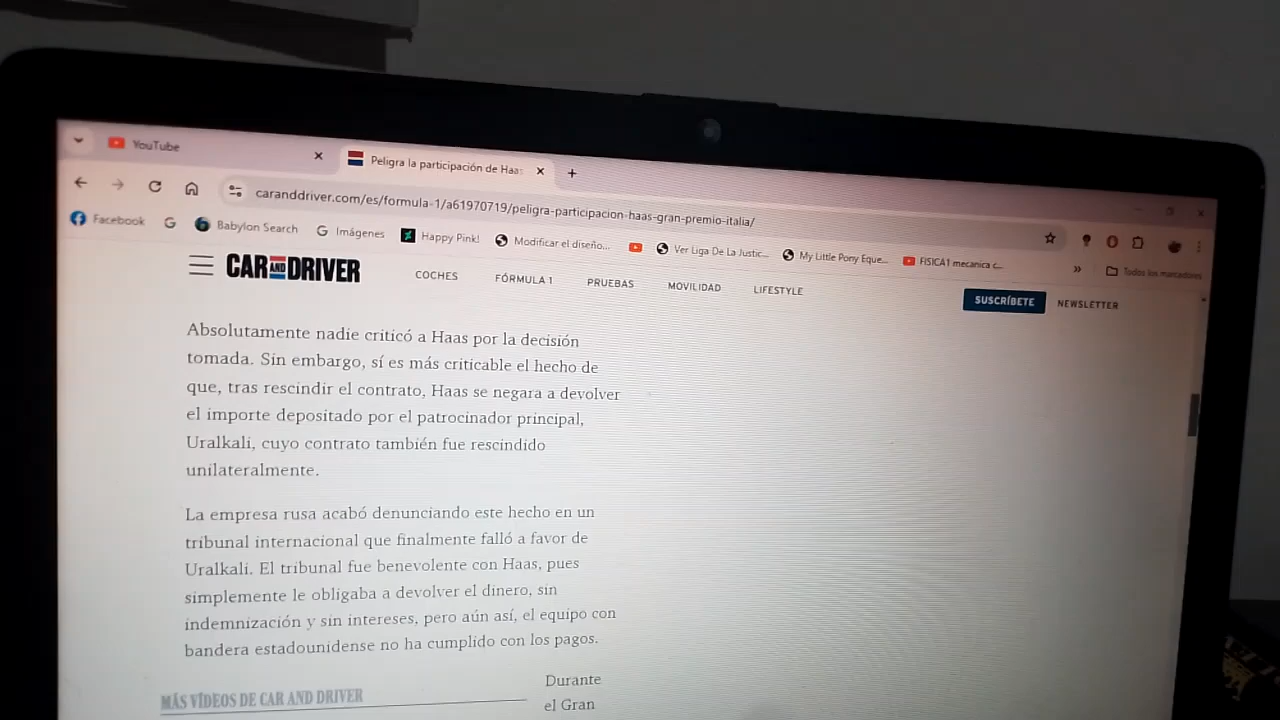 YouTube
Peligra la participación de Haas
caranddriver.com/es/formula-1/a61970719/peligra-participacion-haas-gran-premio-italia/
Facebook
Babylon Search
Imágenes
Happy Pink!
Modificar el diseño...
Ver Liga De La Justic...
My Little Pony Eque...
FISICA1 mecanica c...
»
Todos los marcadores
CAR AND DRIVER
COCHES
FÓRMULA 1
PRUEBAS
MOVILIDAD
LIFESTYLE
SUSCRÍBETE
NEWSLETTER
Absolutamente nadie criticó a Haas por la decisión
tomada. Sin embargo, sí es más criticable el hecho de
que, tras rescindir el contrato, Haas se negara a devolver
el importe depositado por el patrocinador principal,
Uralkali, cuyo contrato también fue rescindido
unilateralmente.
La empresa rusa acabó denunciando este hecho en un
tribunal internacional que finalmente falló a favor de
Uralkali. El tribunal fue benevolente con Haas, pues
simplemente le obligaba a devolver el dinero, sin
indemnización y sin intereses, pero aún así, el equipo con
bandera estadounidense no ha cumplido con los pagos.
MÁS VÍDEOS DE CAR AND DRIVER
Durante
el Gran